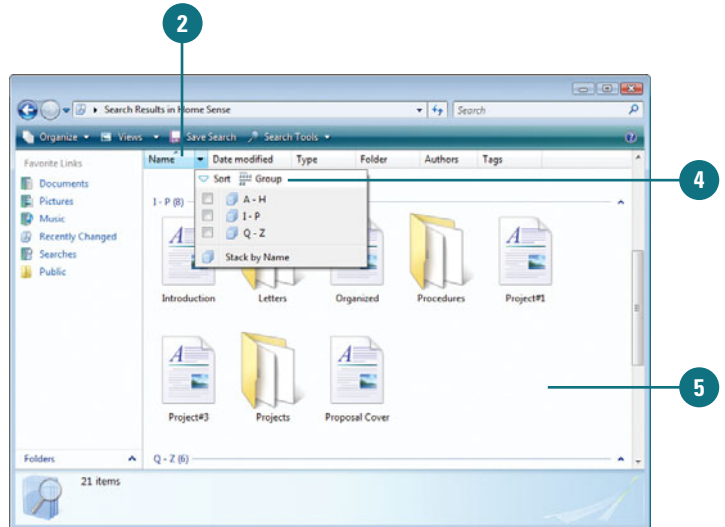 2
Search Results in Home Sense
Search
Organize Views Save Search Search Tools
Favorite Links
Name Date modified Type Folder Authors Tags
Documents
Pictures
Music
Recently Changed
Searches
Public
Sort Group
4
I - P (8)
A - H
I - P
Q - Z
Stack by Name
Introduction Letters Organized Procedures Project#1
5
Project#3 Projects Proposal Cover
Folders
Q - Z (6)
21 items